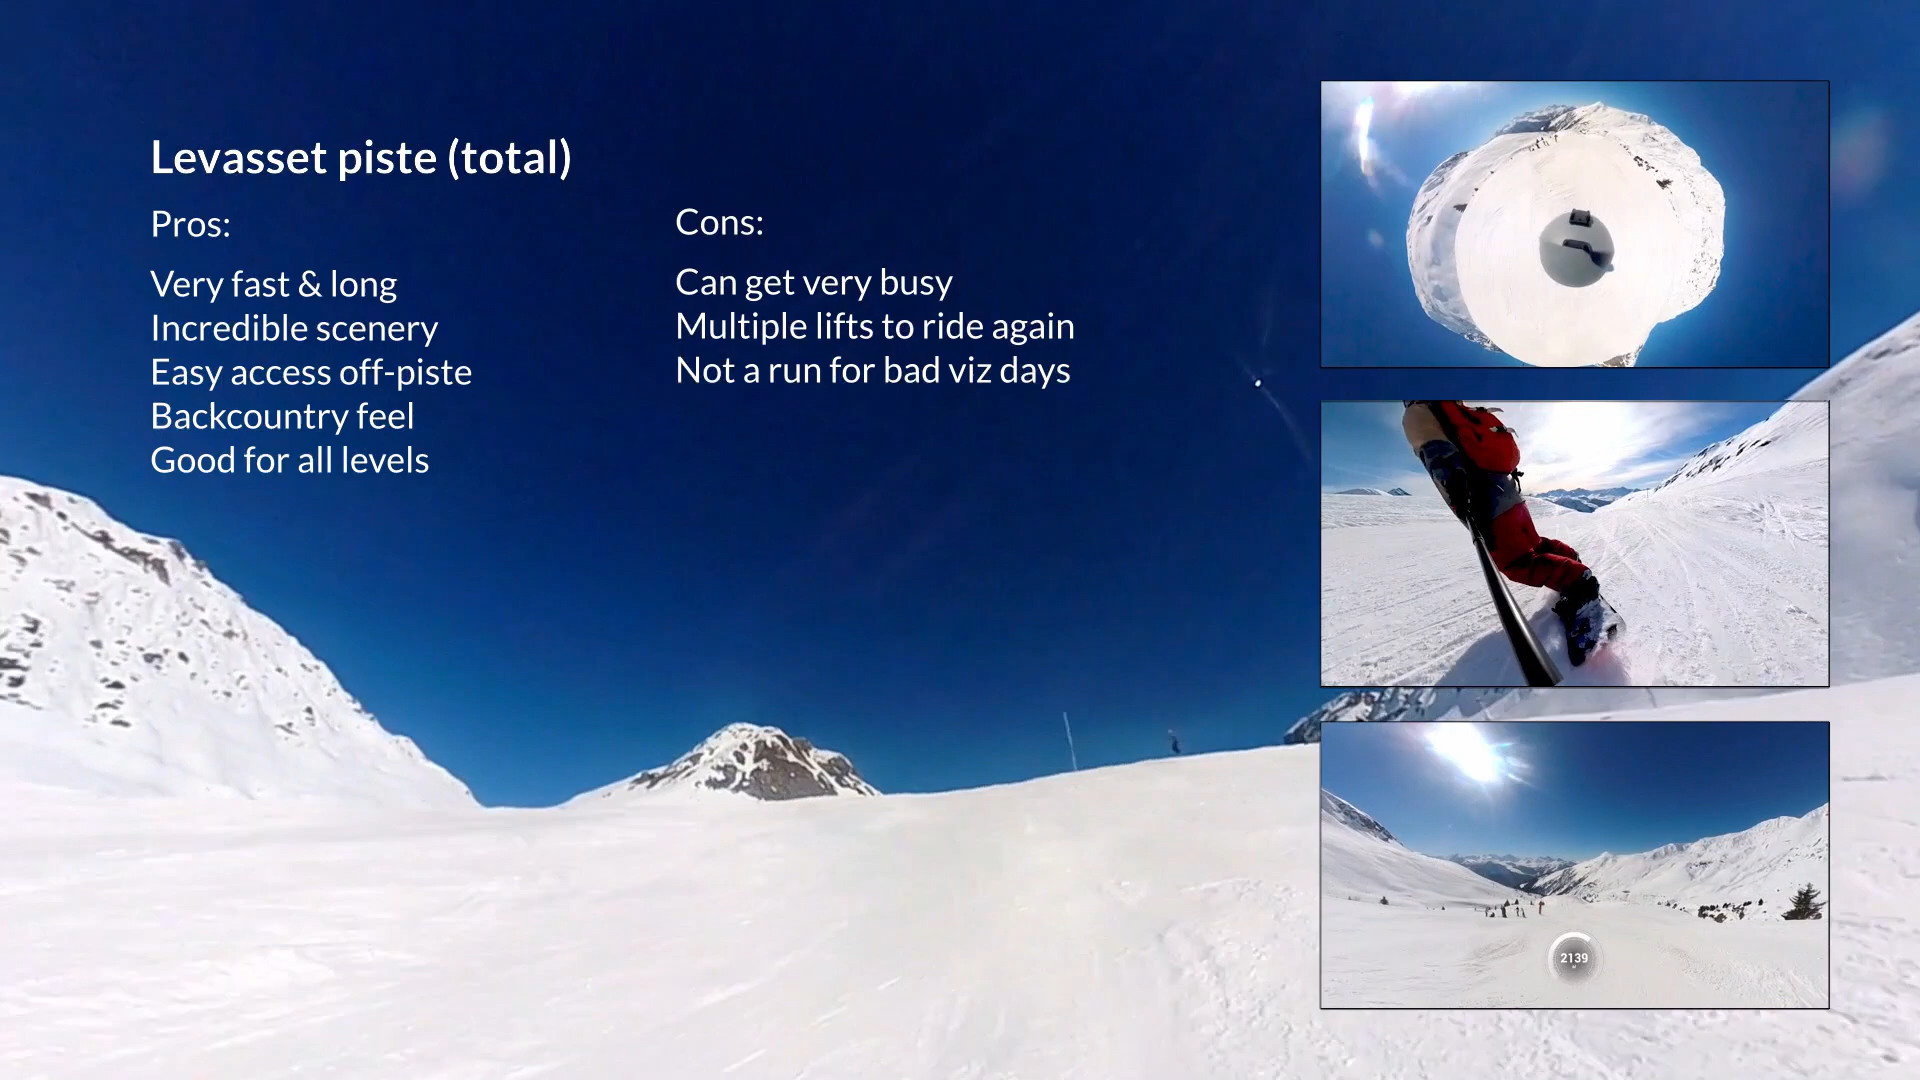 Levasset piste (total)
Pros:
Very fast & long
Incredible scenery
Easy access off-piste
Backcountry feel
Good for all levels
Cons:
Can get very busy
Multiple lifts to ride again
Not a run for bad viz days
2139